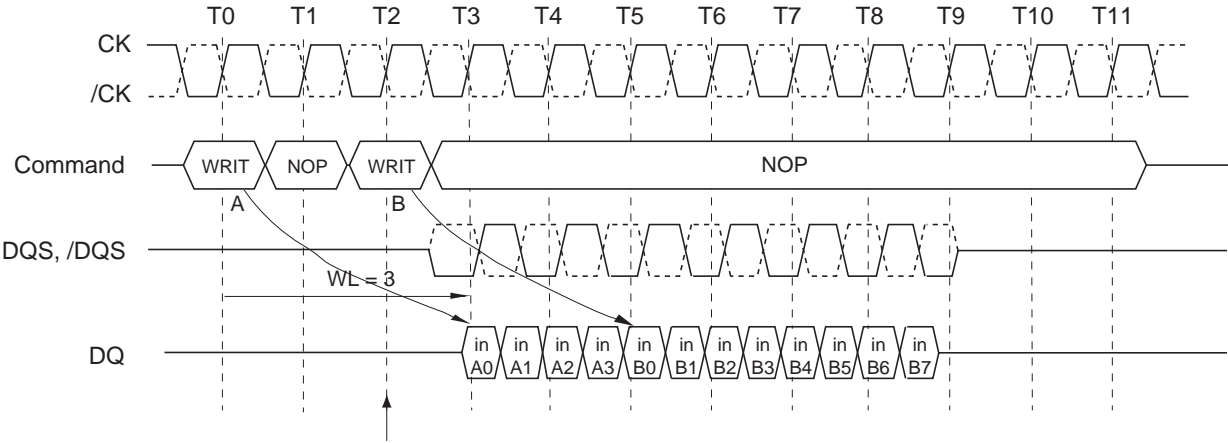 T0 T1 T2 T3 T4 T5 T6 T7 T8 T9 T10 T11
CK
/CK
Command WRIT NOP WRIT NOP
A B
DQS, /DQS
WL = 3
DQ in A0 in A1 in A2 in A3 in B0 in B1 in B2 in B3 in B4 in B5 in B6 in B7